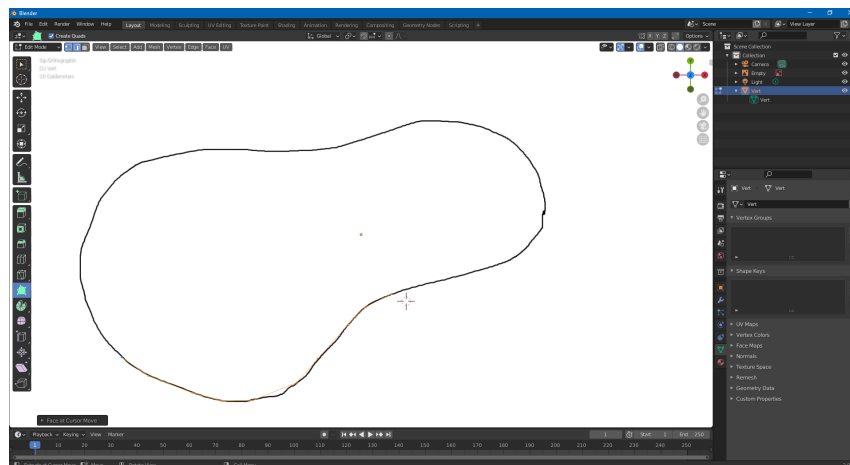 Blender
File Edit Render Window Help Layout Modeling Sculpting UV Editing Texture Paint Shading Animation Rendering Compositing Geometry Nodes Scripting + Scene View Layer
Create Quads Global X Y Z Options
Edit Mode View Select Add Mesh Vertex Edge Face UV
Top Orthographic
(1) Vert
10 Centimeters
Scene Collection
Collection
Camera
Empty
Light
Vert
Vert
Vert Vert
Vert
Vertex Groups
Shape Keys
UV Maps
Vertex Colors
Face Maps
Normals
Texture Space
Remesh
Geometry Data
Custom Properties
Face at Cursor Move
Playback Keying View Marker 1 Start 1 End 250
1 10 20 30 40 50 60 70 80 90 100 110 120 130 140 150 160 170 180 190 200 210 220 230 240 250